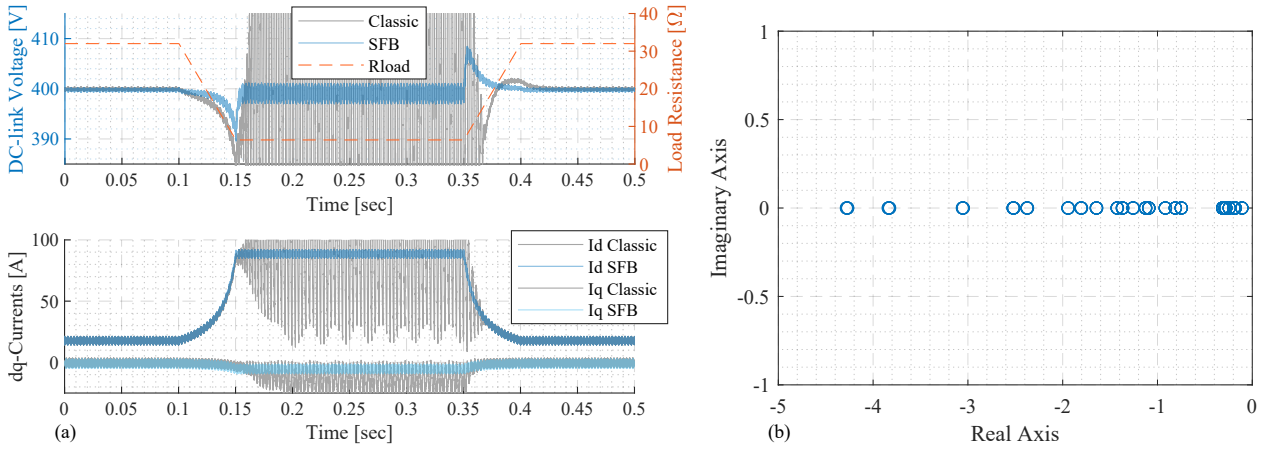 DC-link Voltage [V]
410
400
390
Classic
SFB
Rload
40
30
20
10
0
Load Resistance [Ω]
0 0.05 0.1 0.15 0.2 0.25 0.3 0.35 0.4 0.45 0.5
Time [sec]
dq-Currents [A]
100
50
0
Id Classic
Id SFB
Iq Classic
Iq SFB
0 0.05 0.1 0.15 0.2 0.25 0.3 0.35 0.4 0.45 0.5
(a)
Time [sec]
Imaginary Axis
1
0.5
0
-0.5
-1
-5 -4 -3 -2 -1 0
Real Axis
(b)